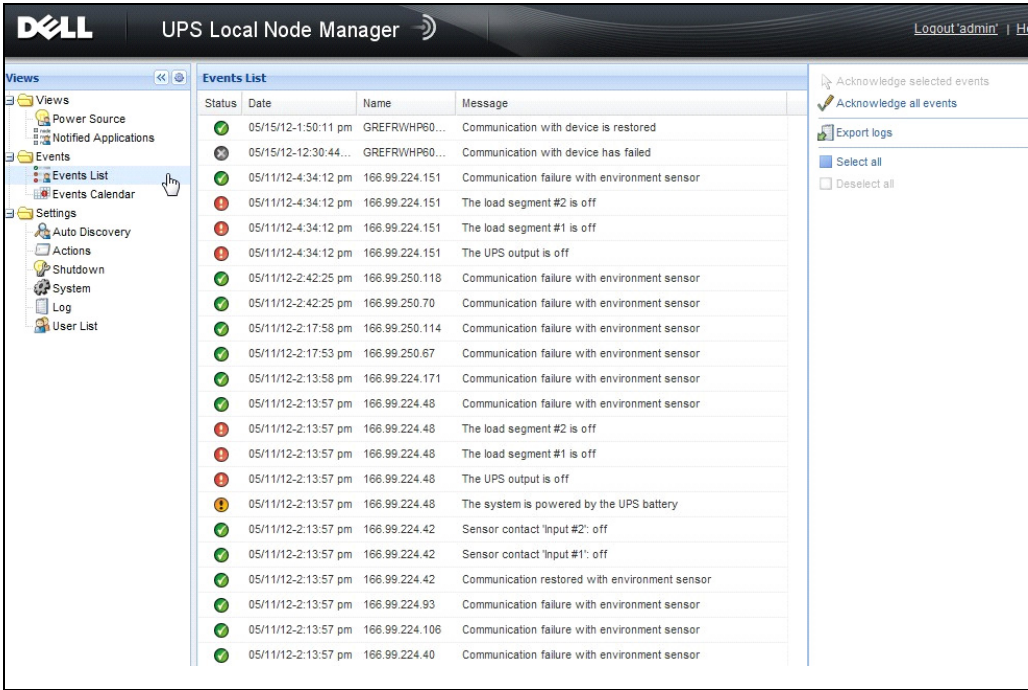 DELL UPS Local Node Manager Logout 'admin' | H
Views
Events List
Acknowledge selected events
Acknowledge all events
Export logs
Select all
Deselect all
Views
Power Source
Notified Applications
Events
Events List
Events Calendar
Settings
Auto Discovery
Actions
Shutdown
System
Log
User List
Status Date Name Message
05/15/12-1:50:11 pm GREFRWHP60... Communication with device is restored
05/15/12-12:30:44... GREFRWHP60... Communication with device has failed
05/11/12-4:34:12 pm 166.99.224.151 Communication failure with environment sensor
05/11/12-4:34:12 pm 166.99.224.151 The load segment #2 is off
05/11/12-4:34:12 pm 166.99.224.151 The load segment #1 is off
05/11/12-4:34:12 pm 166.99.224.151 The UPS output is off
05/11/12-2:42:25 pm 166.99.250.118 Communication failure with environment sensor
05/11/12-2:42:25 pm 166.99.250.70 Communication failure with environment sensor
05/11/12-2:17:58 pm 166.99.250.114 Communication failure with environment sensor
05/11/12-2:17:53 pm 166.99.250.67 Communication failure with environment sensor
05/11/12-2:13:58 pm 166.99.224.171 Communication failure with environment sensor
05/11/12-2:13:57 pm 166.99.224.48 Communication failure with environment sensor
05/11/12-2:13:57 pm 166.99.224.48 The load segment #2 is off
05/11/12-2:13:57 pm 166.99.224.48 The load segment #1 is off
05/11/12-2:13:57 pm 166.99.224.48 The UPS output is off
05/11/12-2:13:57 pm 166.99.224.48 The system is powered by the UPS battery
05/11/12-2:13:57 pm 166.99.224.42 Sensor contact 'Input #2': off
05/11/12-2:13:57 pm 166.99.224.42 Sensor contact 'Input #1': off
05/11/12-2:13:57 pm 166.99.224.42 Communication restored with environment sensor
05/11/12-2:13:57 pm 166.99.224.93 Communication failure with environment sensor
05/11/12-2:13:57 pm 166.99.224.106 Communication failure with environment sensor
05/11/12-2:13:57 pm 166.99.224.40 Communication failure with environment sensor